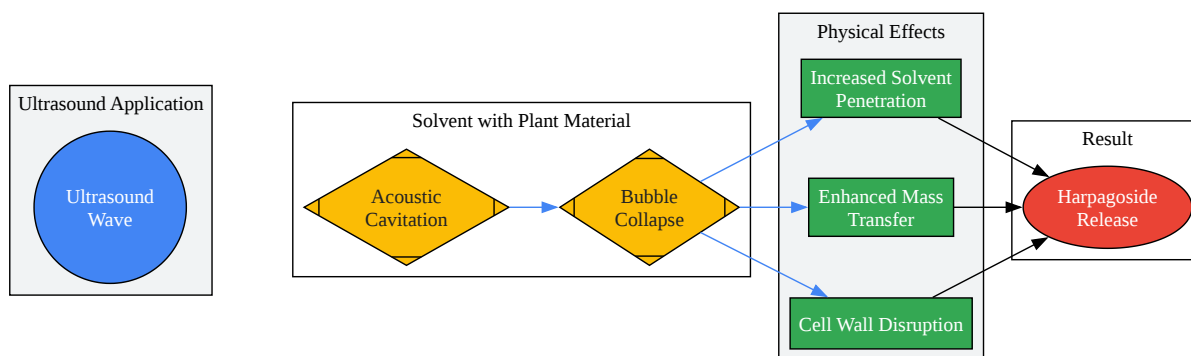 Ultrasound Application
Ultrasound
Wave
Solvent with Plant Material
Acoustic
Cavitation
Bubble
Collapse
Physical Effects
Increased Solvent
Penetration
Enhanced Mass
Transfer
Cell Wall Disruption
Result
Harpagoside
Release